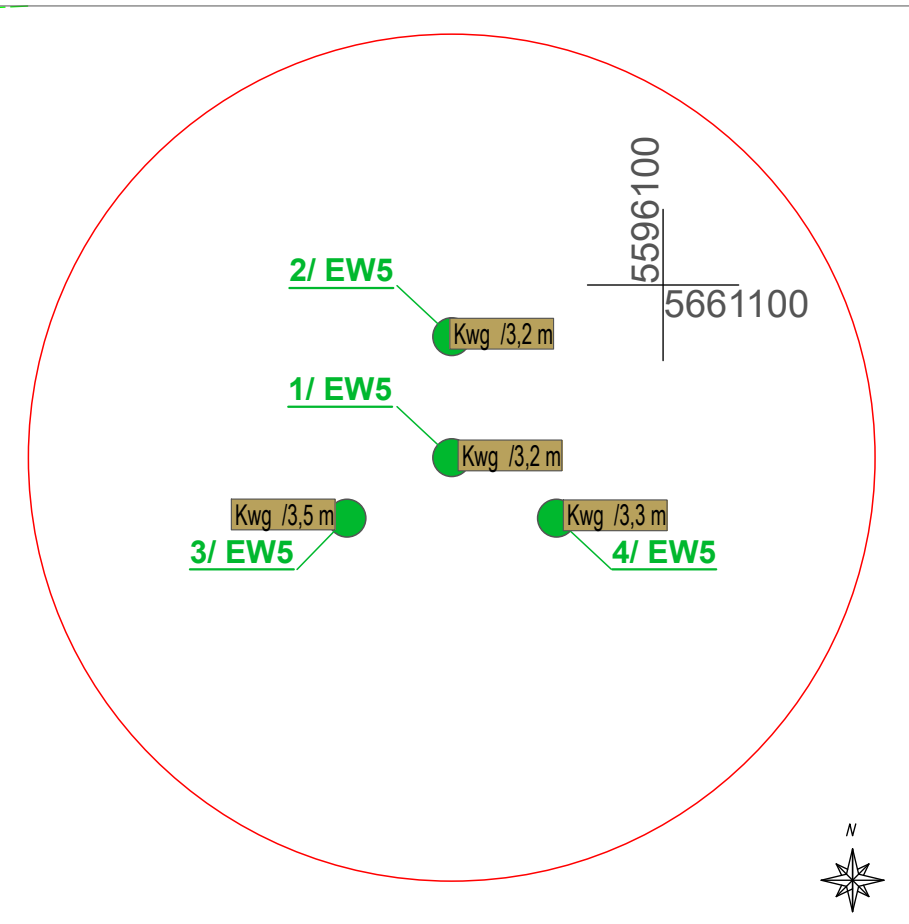 5596100
5661100
2/ EW5
Kwg /3,2 m
1/ EW5
Kwg /3,2 m
Kwg /3,5 m
Kwg /3,3 m
3/ EW5
4/ EW5
N